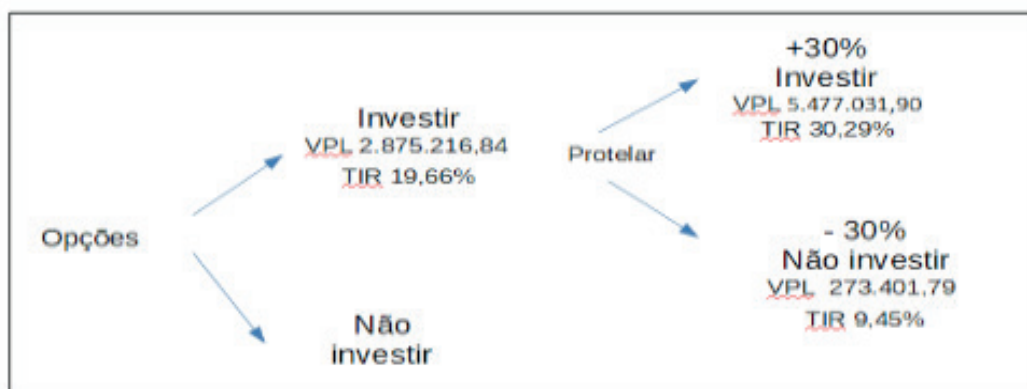 Opções
Investir
VPL 2.875.216,84
TIR 19,66%
Não
investir
Protelar
+30%
Investir
VPL 5.477.031,90
TIR 30,29%
- 30%
Não investir
VPL 273.401,79
TIR 9,45%